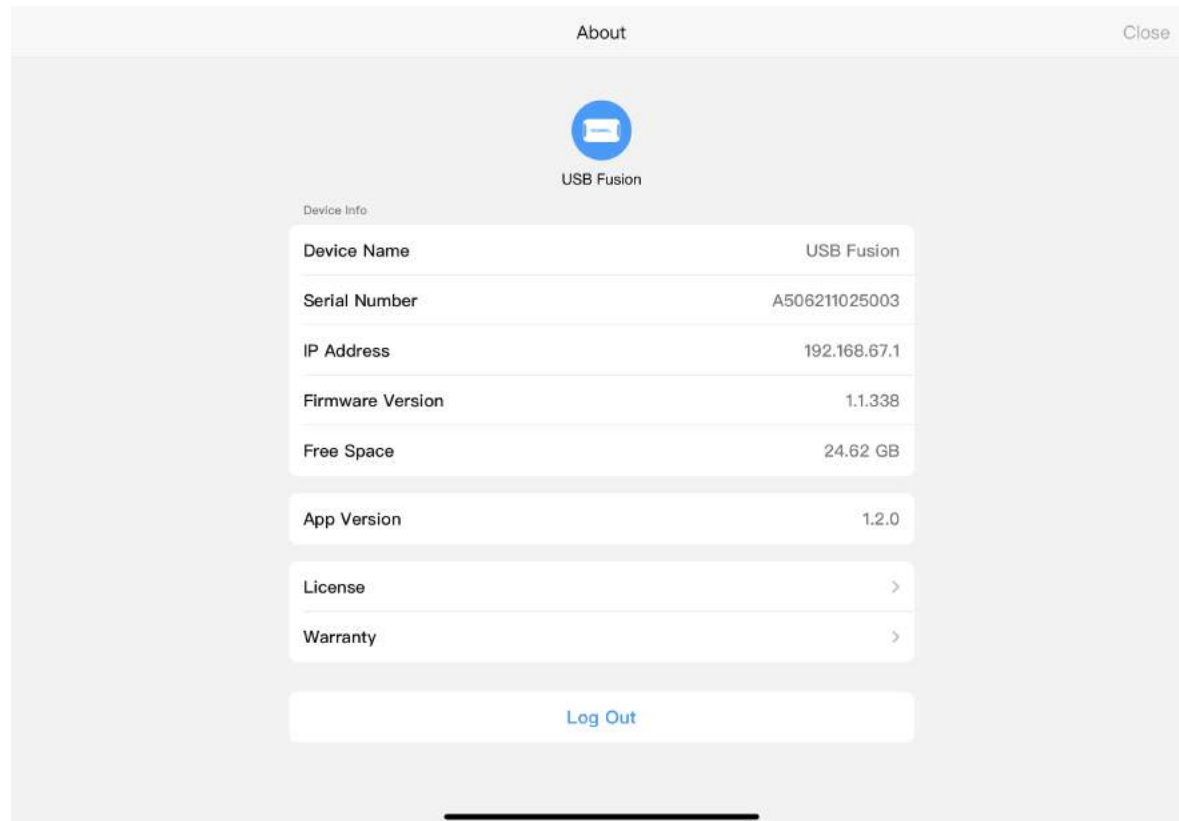 About
Close
USB Fusion
Device Info
Device Name USB Fusion
Serial Number A506211025003
IP Address 192.168.67.1
Firmware Version 1.1.338
Free Space 24.62 GB
App Version 1.2.0
License
Warranty
Log Out